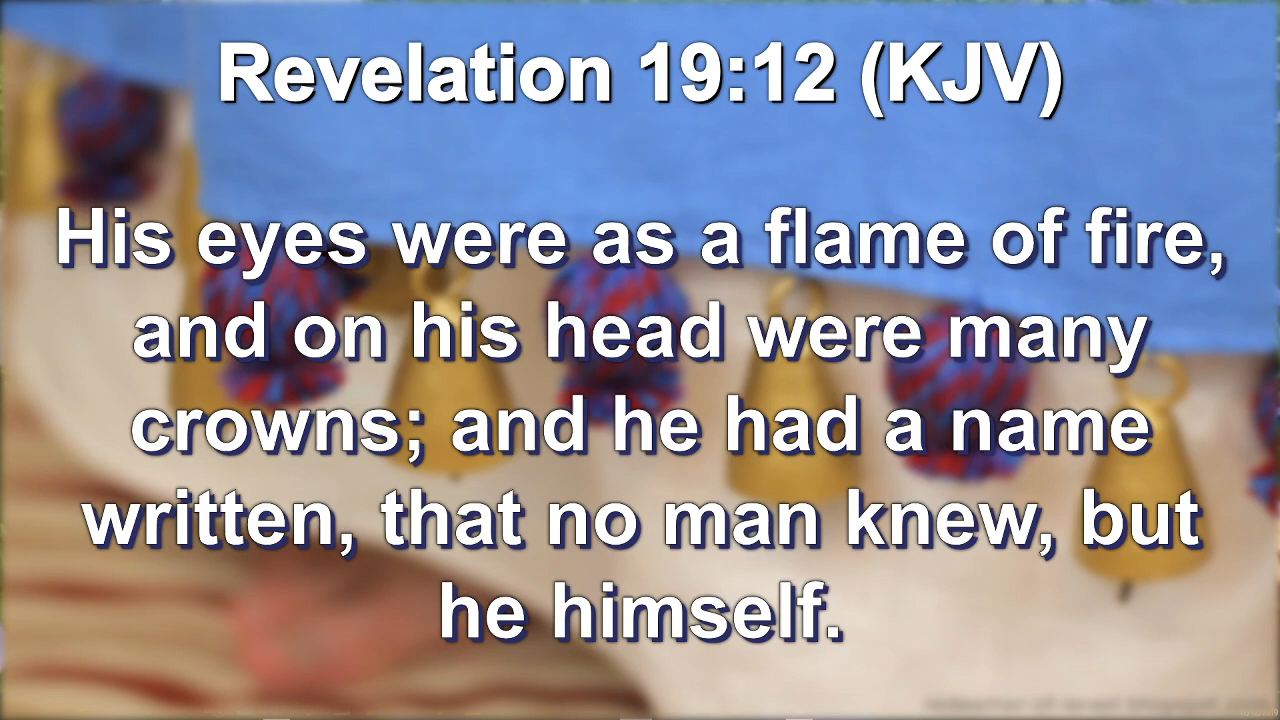 Revelation 19:12 (KJV)
His eyes were as a flame of fire,
and on his head were many
crowns; and he had a name
written, that no man knew, but
he himself.